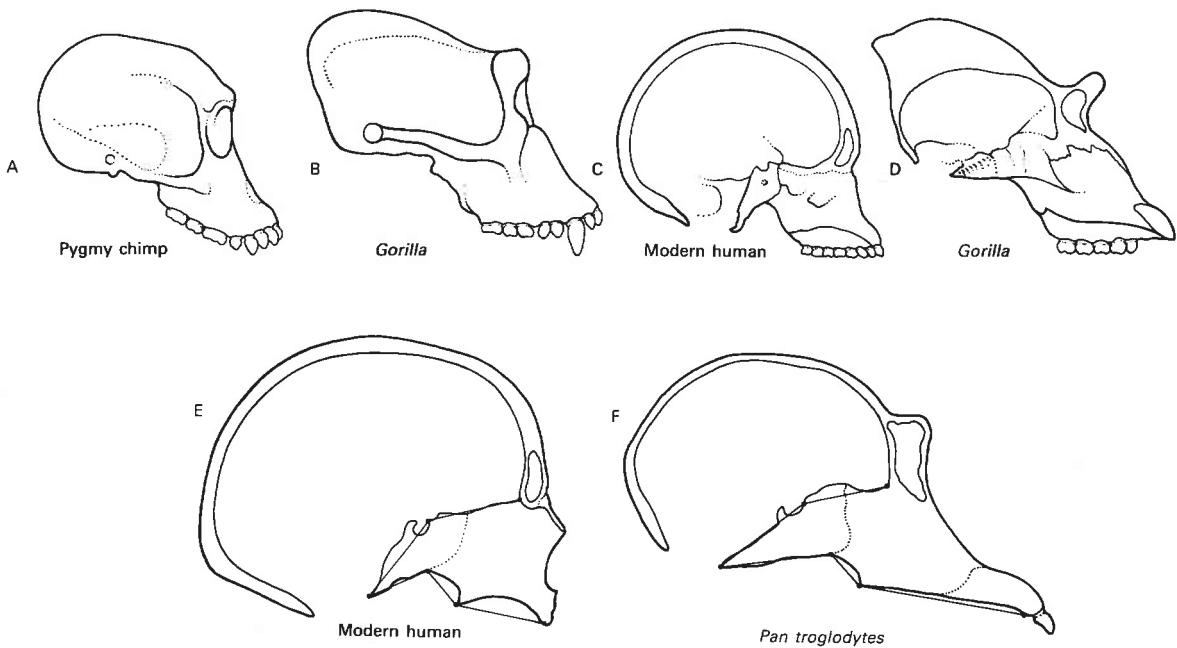 A
Pygmy chimp
B
Gorilla
C
Modern human
D
Gorilla
E
Modern human
F
Pan troglodytes